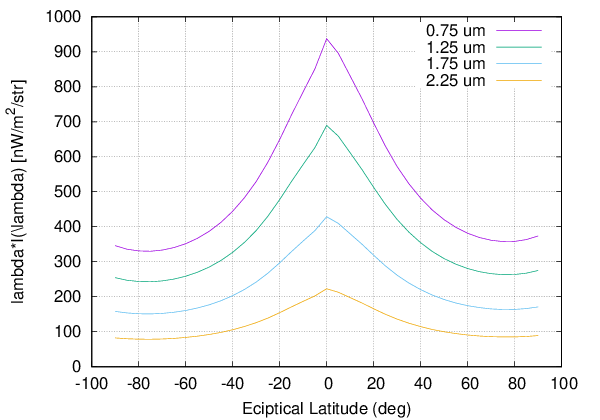 1000
900
800
700
600
500
400
300
200
100
0
-100 -80 -60 -40 -20 0 20 40 60 80 100
lambda*I(\lambda) [nW/m^2/str]
Eciptical Latitude (deg)
0.75 um
1.25 um
1.75 um
2.25 um